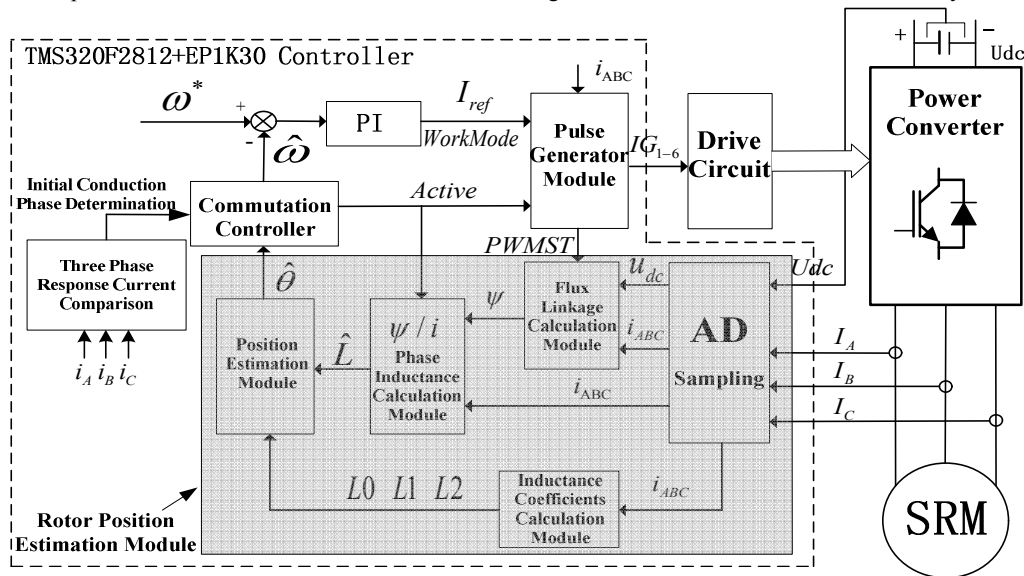 + −
Udc
TMS320F2812+EP1K30 Controller
ω*
+
-
ω̂
PI
I_ref
WorkMode
i_ABC
Pulse
Generator
Module
IG_1−6
Drive
Circuit
Power
Converter
Initial Conduction
Phase Determination
Commutation
Controller
Active
PWMST
Three Phase
Response Current
Comparison
i_A i_B i_C
θ̂
Position
Estimation
Module
L̂
ψ/i
Phase
Inductance
Calculation
Module
ψ
Flux
Linkage
Calculation
Module
u_dc
i_ABC
i_ABC
AD
Sampling
Udc
I_A
I_B
I_C
L0 L1 L2
Inductance
Coefficients
Calculation
Module
i_ABC
Rotor Position
Estimation Module
SRM